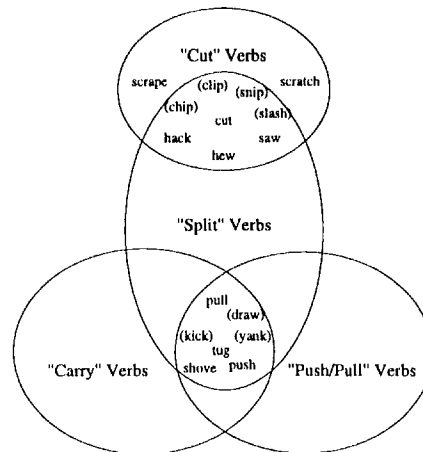 "Cut" Verbs
scrape (clip) scratch
(snip)
(chip) (slash)
cut
hack saw
hew
"Split" Verbs
pull
(draw)
(kick) (yank)
tug
"Carry" Verbs shove push "Push/Pull" Verbs